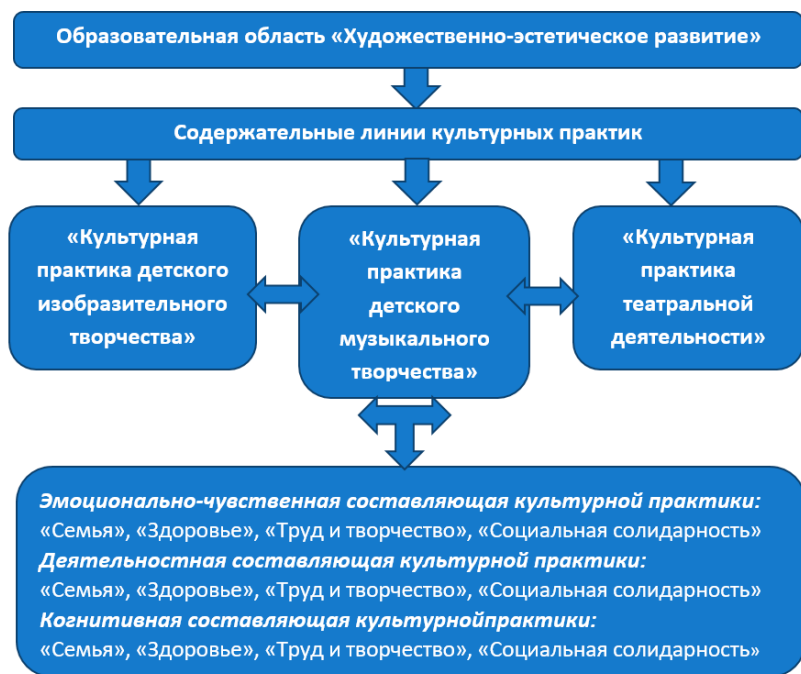 Образовательная область «Художественно-эстетическое развитие»
Содержательные линии культурных практик
«Культурная
практика детского
изобразительного
творчества»
«Культурная
практика
детского
музыкального
творчества»
«Культурная
практика
театральной
деятельности»
Эмоционально-чувственная составляющая культурной практики:
«Семья», «Здоровье», «Труд и творчество», «Социальная солидарность»
Деятельностная составляющая культурной практики:
«Семья», «Здоровье», «Труд и творчество», «Социальная солидарность»
Когнитивная составляющая культурнойпрактики:
«Семья», «Здоровье», «Труд и творчество», «Социальная солидарность»